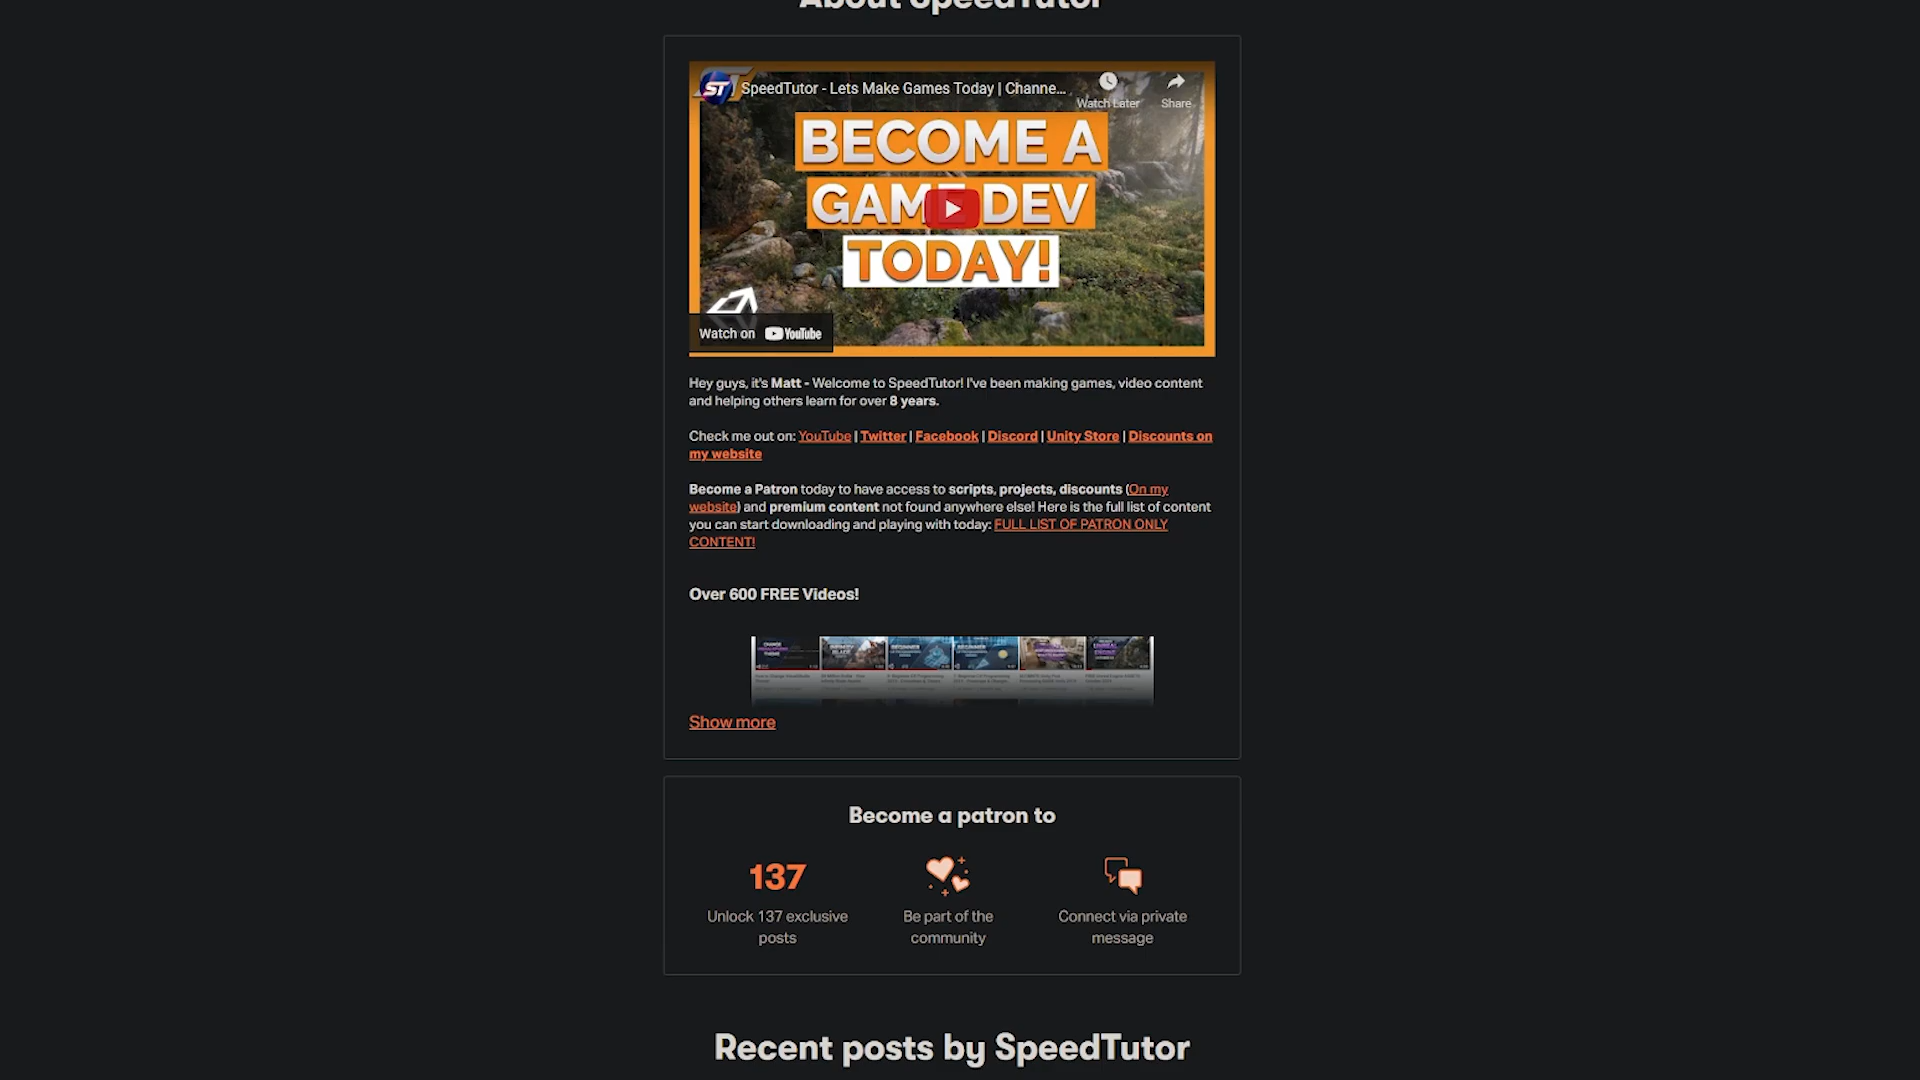 About SpeedTutor
ST
SpeedTutor - Lets Make Games Today | Channe...
Watch Later
Share
BECOME A
GAME DEV
TODAY!
Watch on YouTube
Hey guys, it's Matt - Welcome to SpeedTutor! I've been making games, video content
and helping others learn for over 8 years.
Check me out on: YouTube | Twitter | Facebook | Discord | Unity Store | Discounts on
my website
Become a Patron today to have access to scripts, projects, discounts (On my
website) and premium content not found anywhere else! Here is the full list of content
you can start downloading and playing with today: FULL LIST OF PATRON ONLY
CONTENT!
Over 600 FREE Videos!
Show more
Become a patron to
137
Unlock 137 exclusive
posts
Be part of the
community
Connect via private
message
Recent posts by SpeedTutor